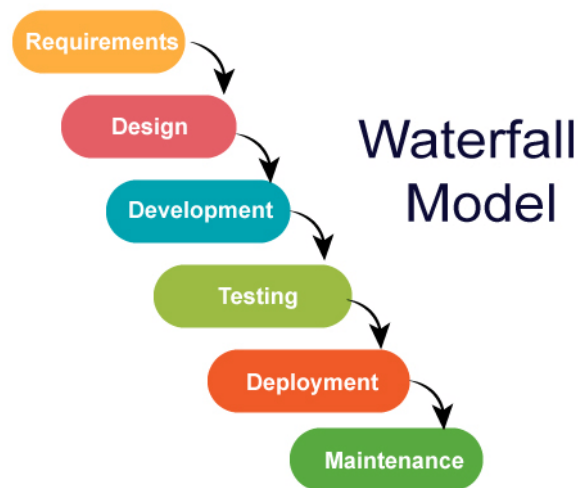 Requirements
Design
Waterfall
Model
Development
Testing
Deployment
Maintenance